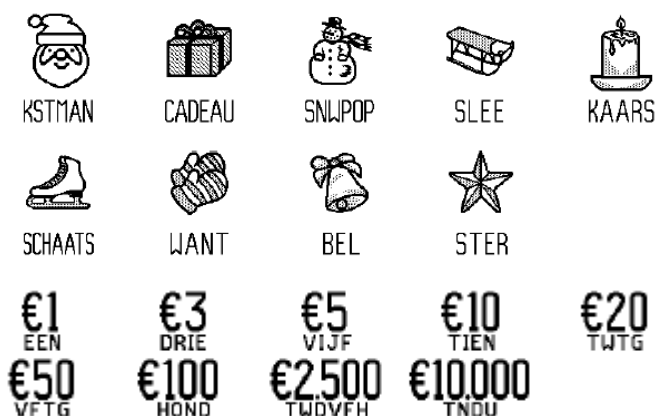 KSTMAN CADEAU SNWPOP SLEE KAARS
SCHAATS WANT BEL STER
€1 €3 €5 €10 €20
EEN DRIE VIJF TIEN TWTG
€50 €100 €2.500 €10.000
VFTG HOND TWDVFH TNDU